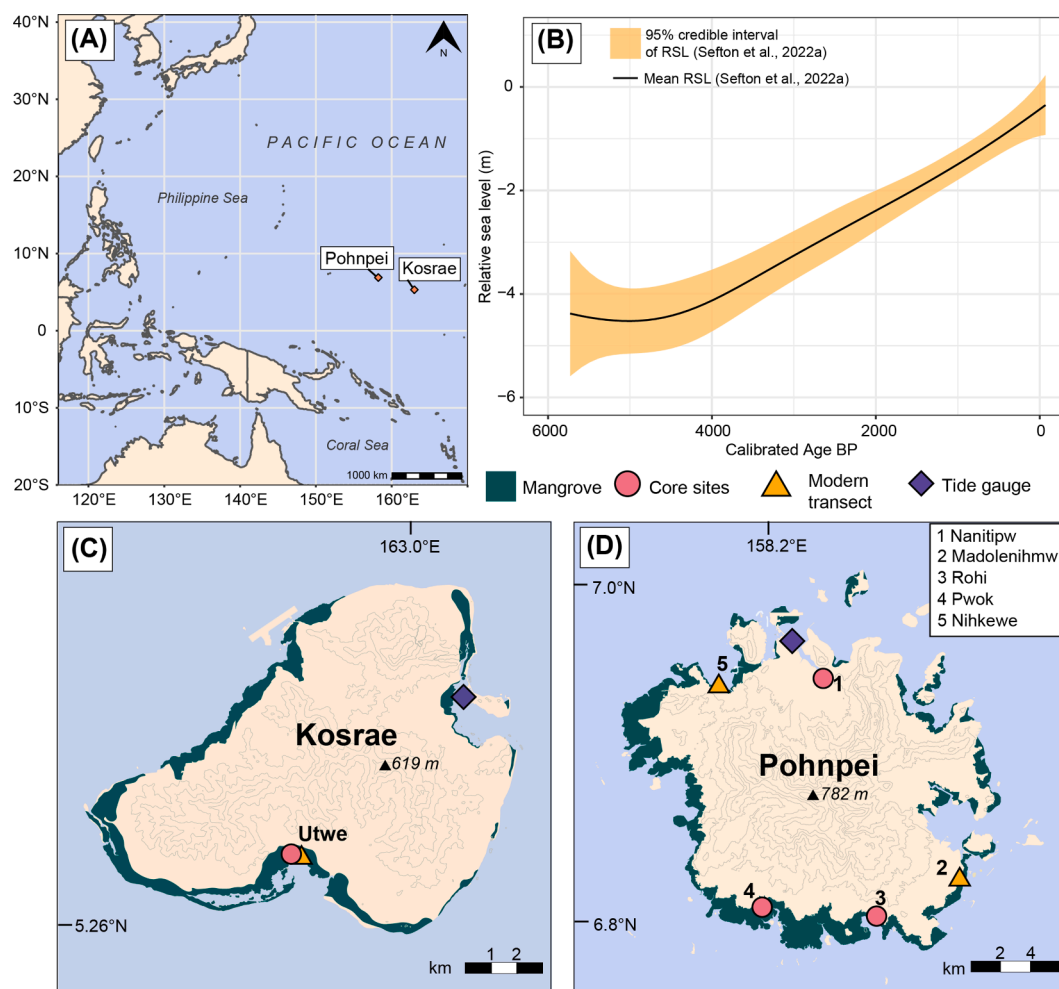 (A)
N
40°N
30°N
20°N
10°N
0
10°S
20°S
PACIFIC OCEAN
Philippine Sea
Pohnpei
Kosrae
Coral Sea
1000 km
120°E
130°E
140°E
150°E
160°E
(B)
95% credible interval
of RSL (Sefton et al., 2022a)
Mean RSL (Sefton et al., 2022a)
Relative sea level (m)
0
−2
−4
−6
6000
4000
2000
0
Calibrated Age BP
Mangrove
Core sites
Modern
transect
Tide gauge
(C)
163.0°E
Kosrae
619 m
Utwe
5.26°N
km
1 2
(D)
158.2°E
1 Nanitipw
2 Madolenihmw
3 Rohi
4 Pwok
5 Nihkewe
7.0°N
5
1
Pohnpei
782 m
2
4
3
6.8°N
2 4
km